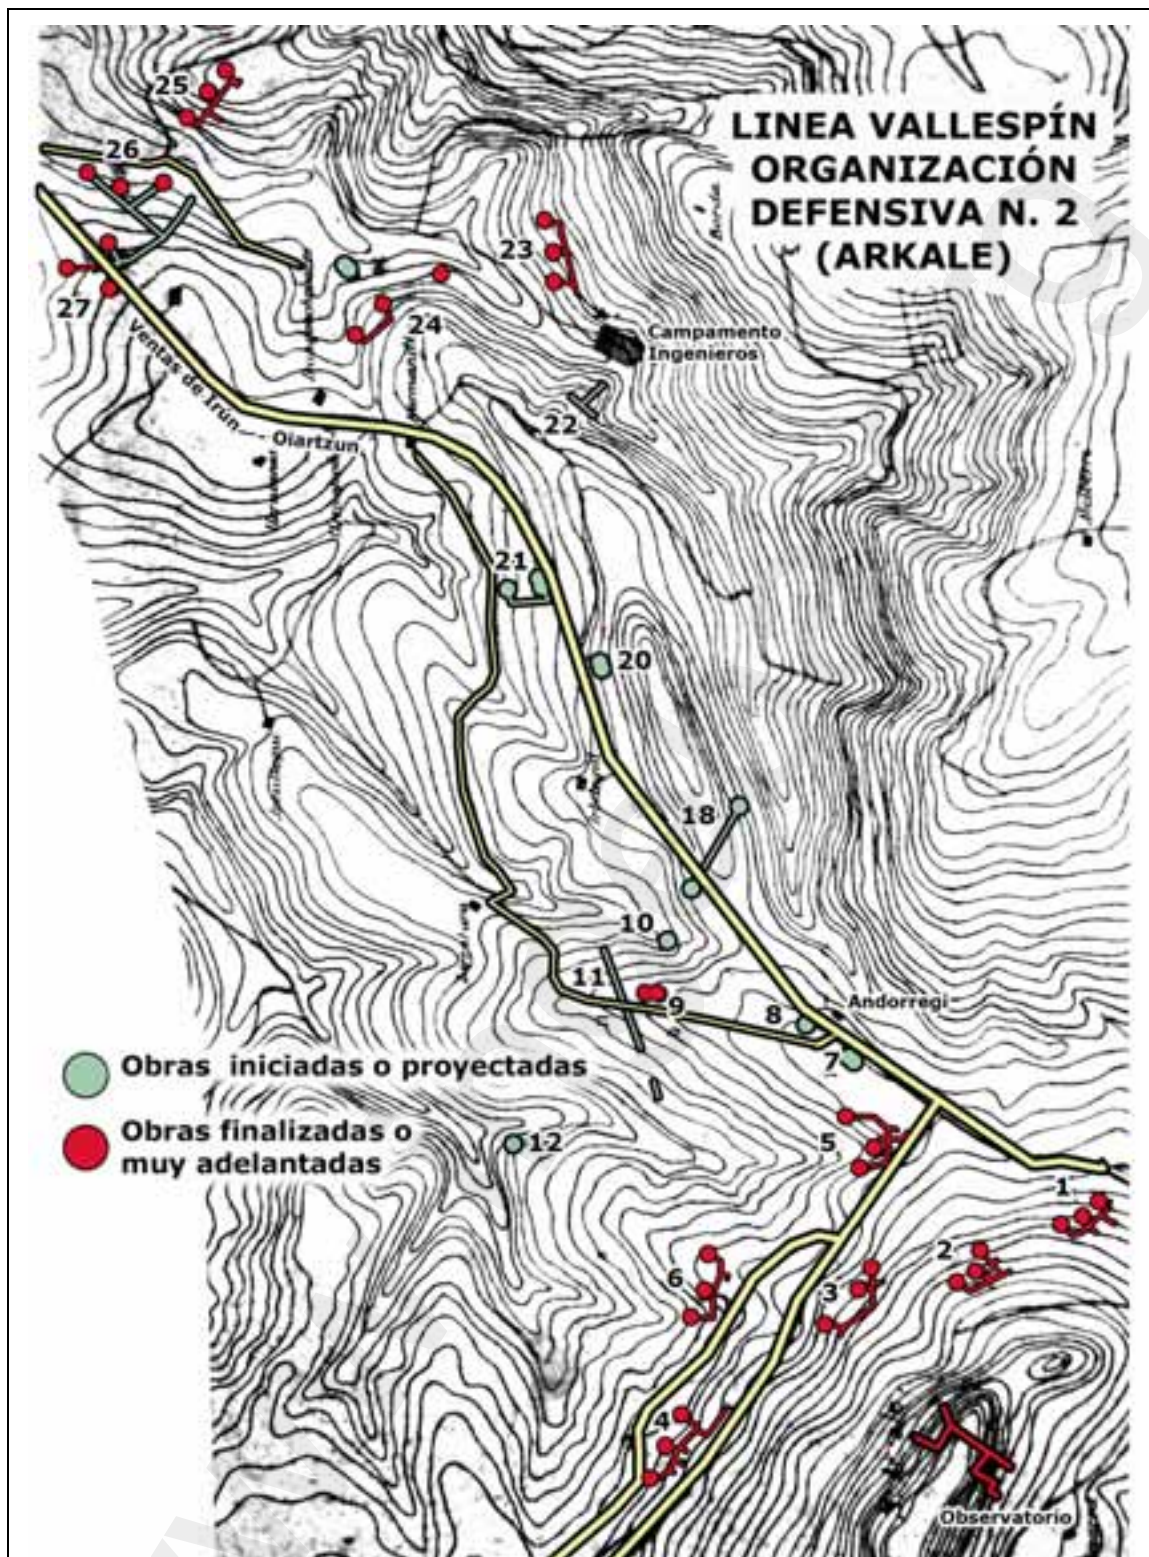 LINEA VALLESPÍN
ORGANIZACIÓN
DEFENSIVA N. 2
(ARKALE)
25
26
27
23
24
Campamento
Ingenieros
22
Ventas de Irún
Oiartzun
21
20
18
10
11
9
8
Andorregi
7
Obras iniciadas o proyectadas
Obras finalizadas o
muy adelantadas
12
5
1
2
3
6
4
Observatorio